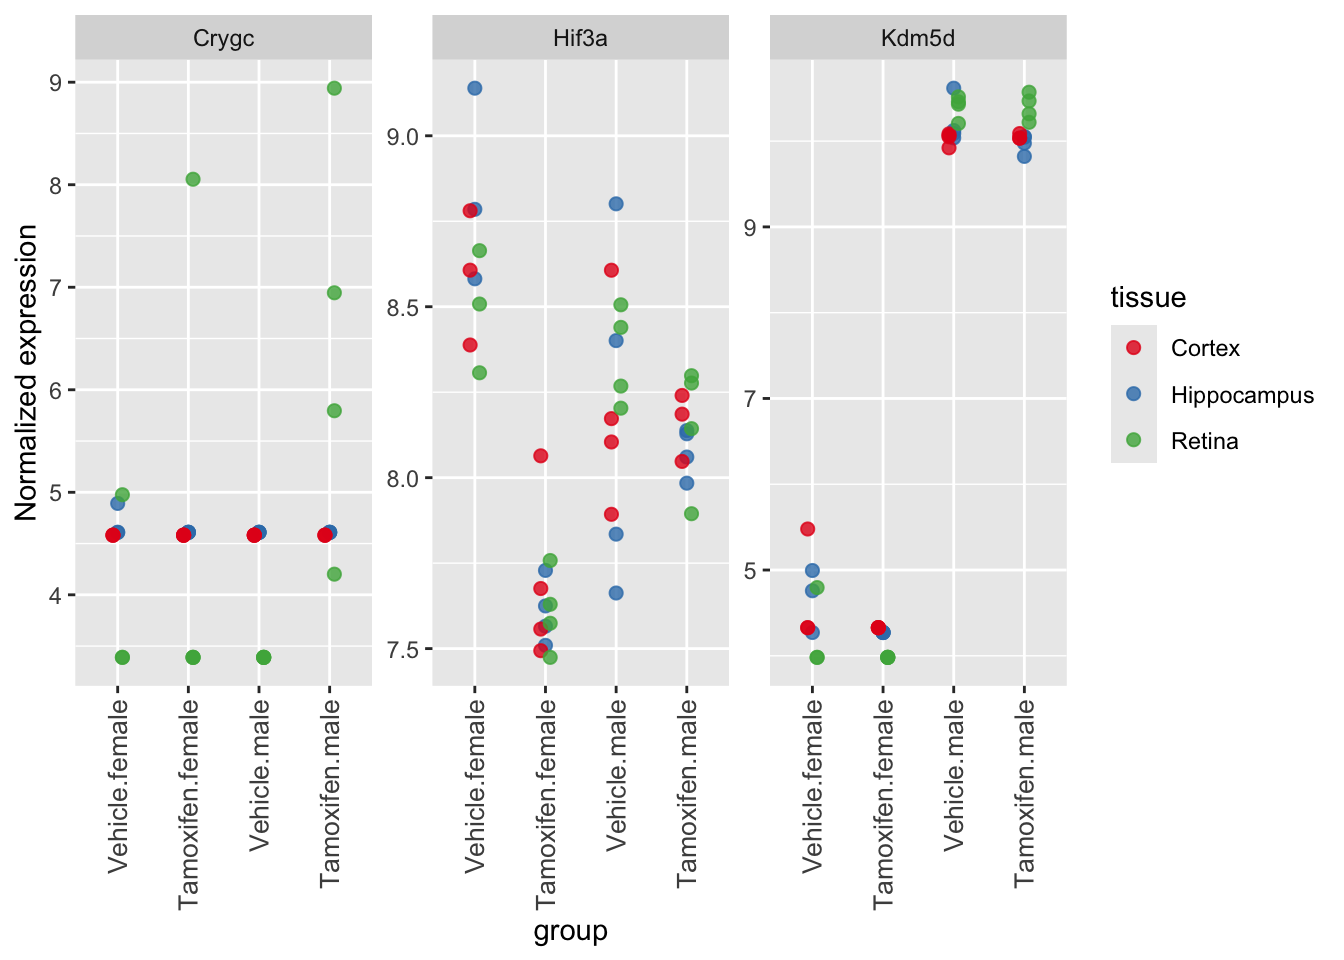 Crygc
Hif3a
Kdm5d
Normalized expression
9
8
7
6
5
4
9.0
8.5
8.0
7.5
9
7
5
Vehicle.female
Tamoxifen.female
Vehicle.male
Tamoxifen.male
Vehicle.female
Tamoxifen.female
Vehicle.male
Tamoxifen.male
Vehicle.female
Tamoxifen.female
Vehicle.male
Tamoxifen.male
group
tissue
Cortex
Hippocampus
Retina